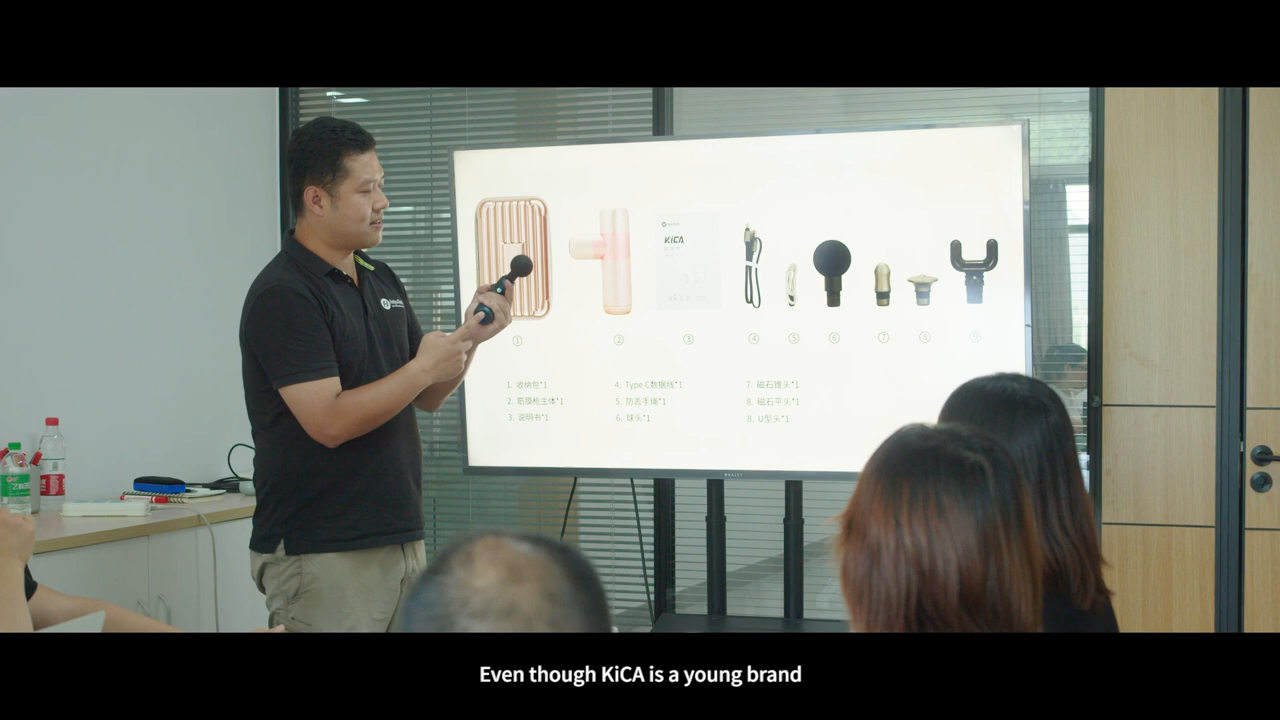 KiCA
①
②
③
④
⑤
⑥
⑦
⑧
1. 收纳包*1
2. 筋膜枪主体*1
3. 说明书*1
4. Type C数据线*1
5. 防丢手绳*1
6. 球头*1
7. 磁石锥头*1
8. 磁石平头*1
8. U型头*1
Even though KiCA is a young brand